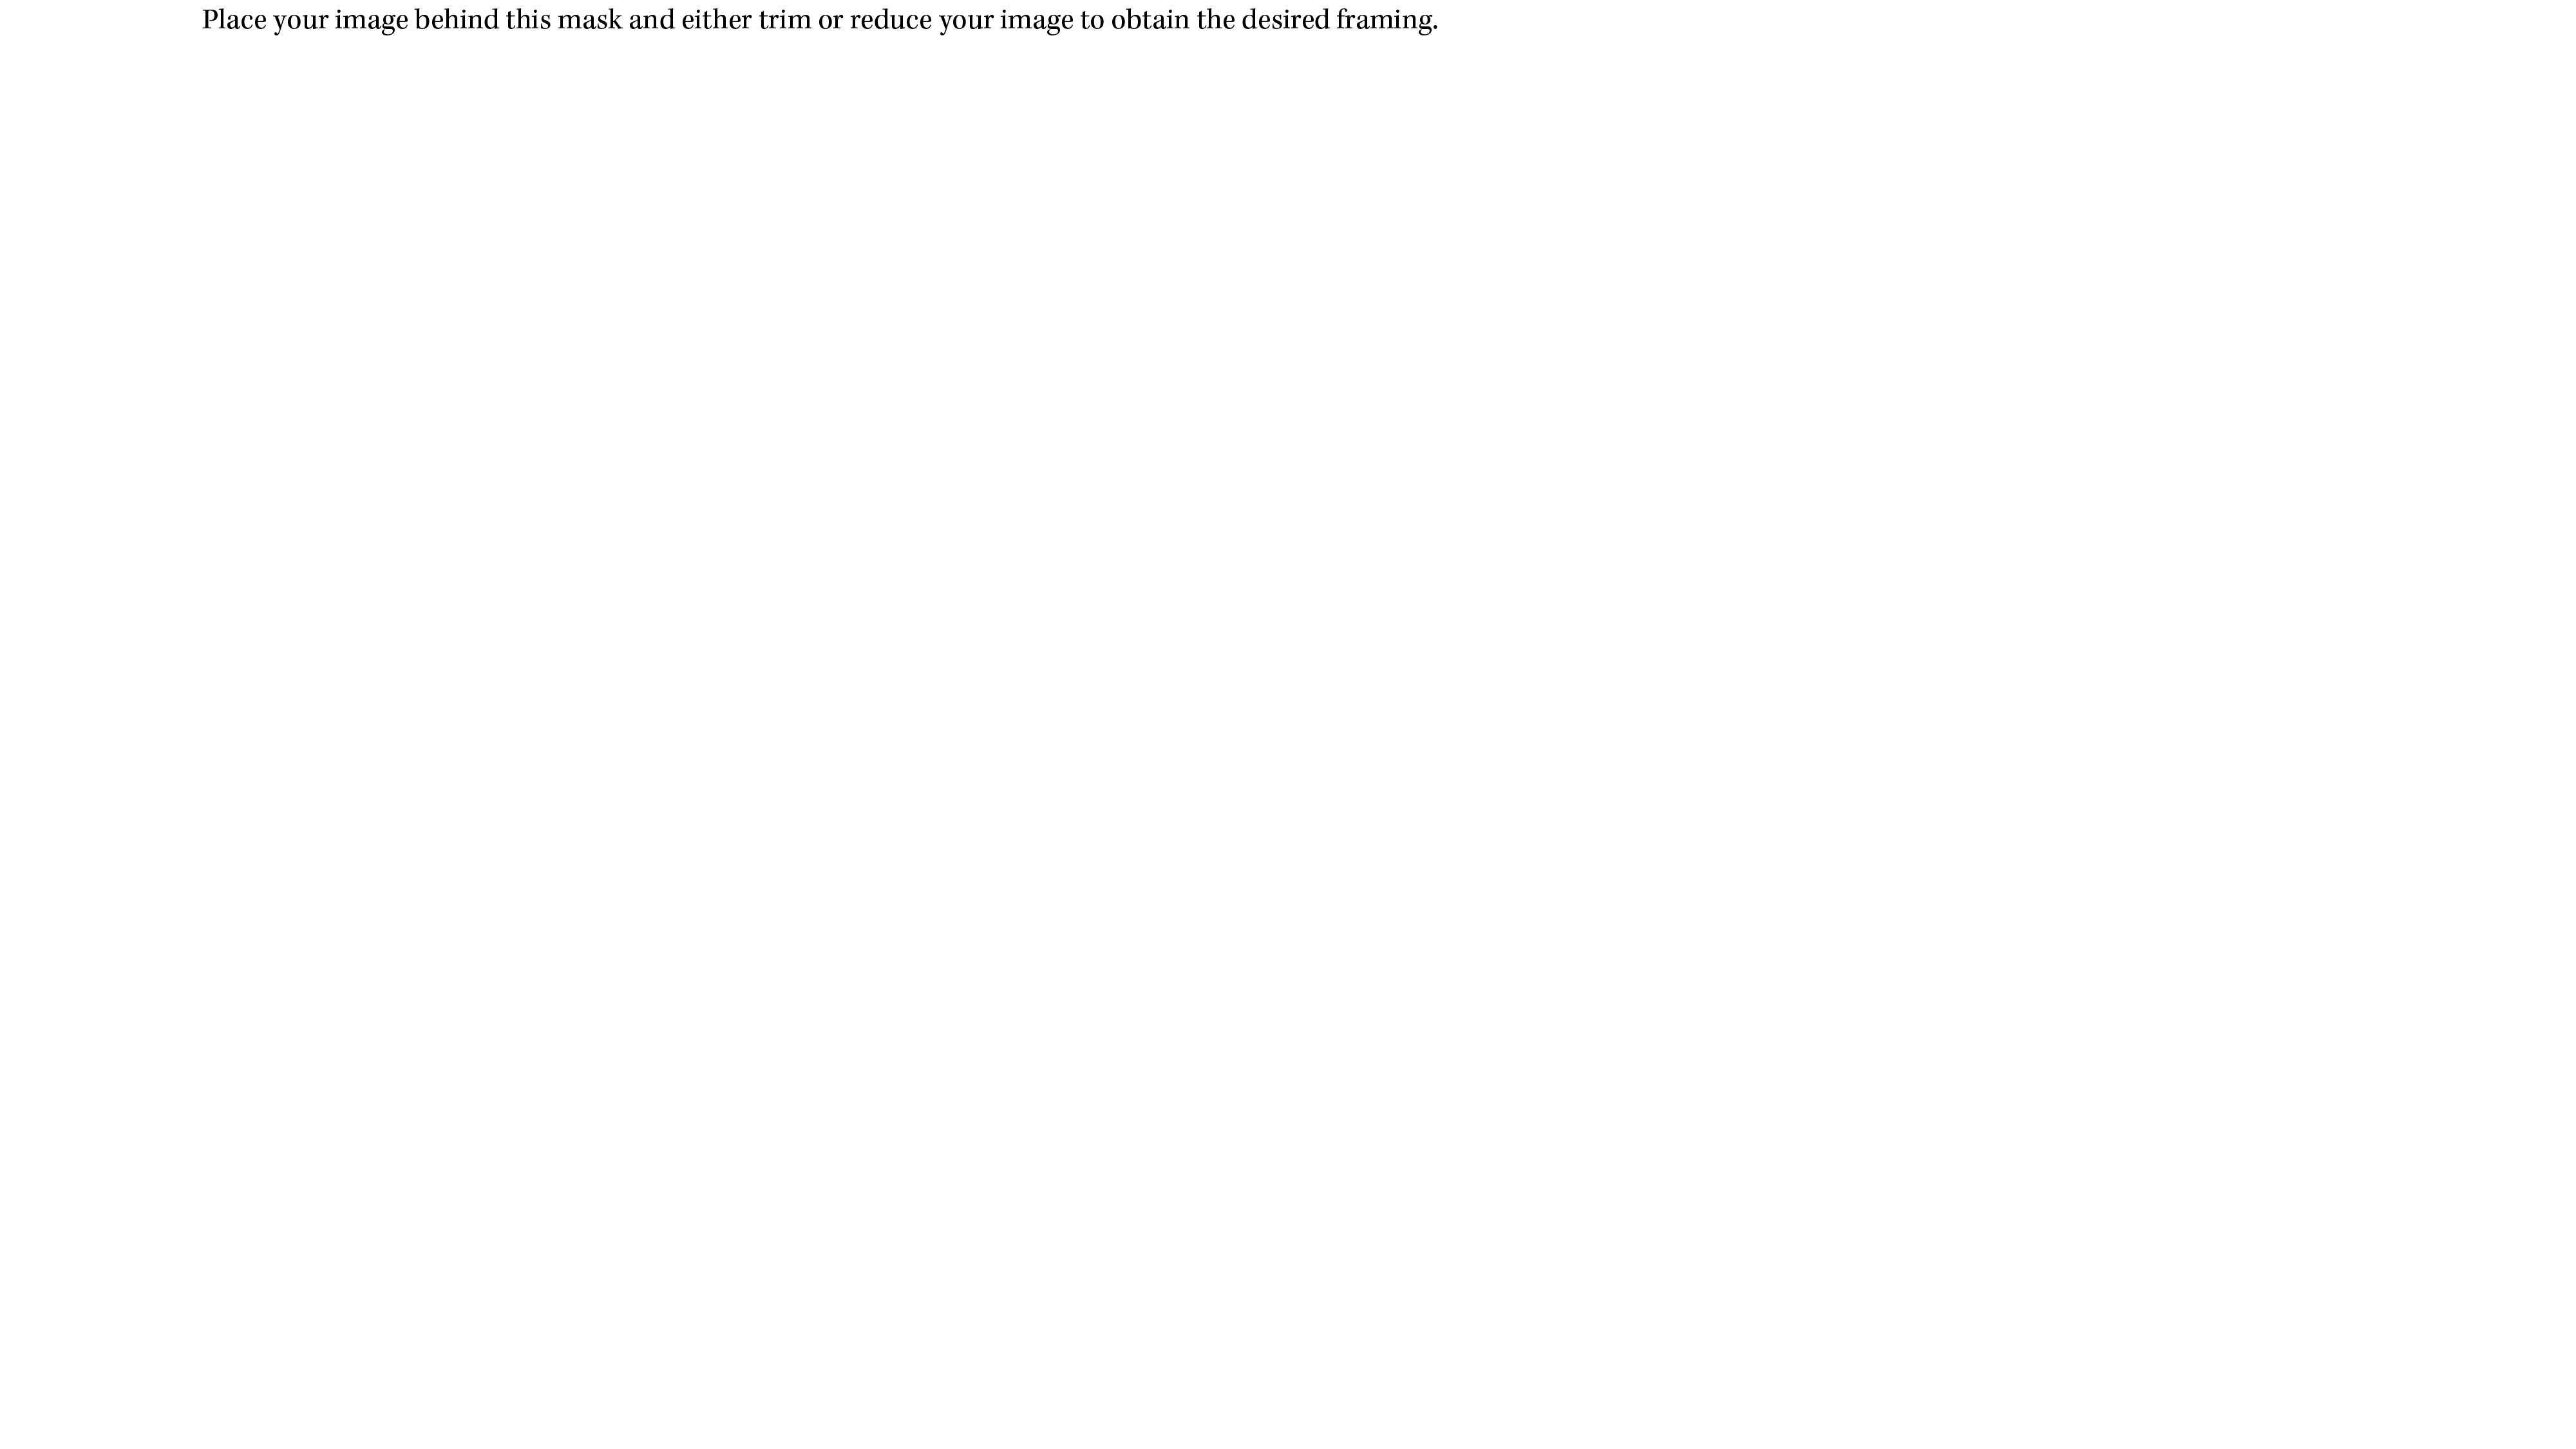 Place your image behind this mask and either trim or reduce your image to obtain the desired framing.